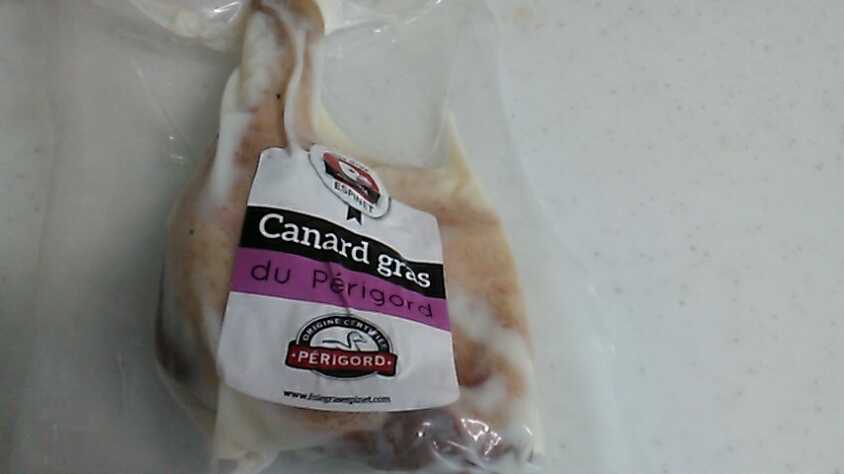 ESPINET
Canard gras
du Périgord
ORIGINE CERTIFIÉE
PÉRIGORD
www.foiegrasespinet.com